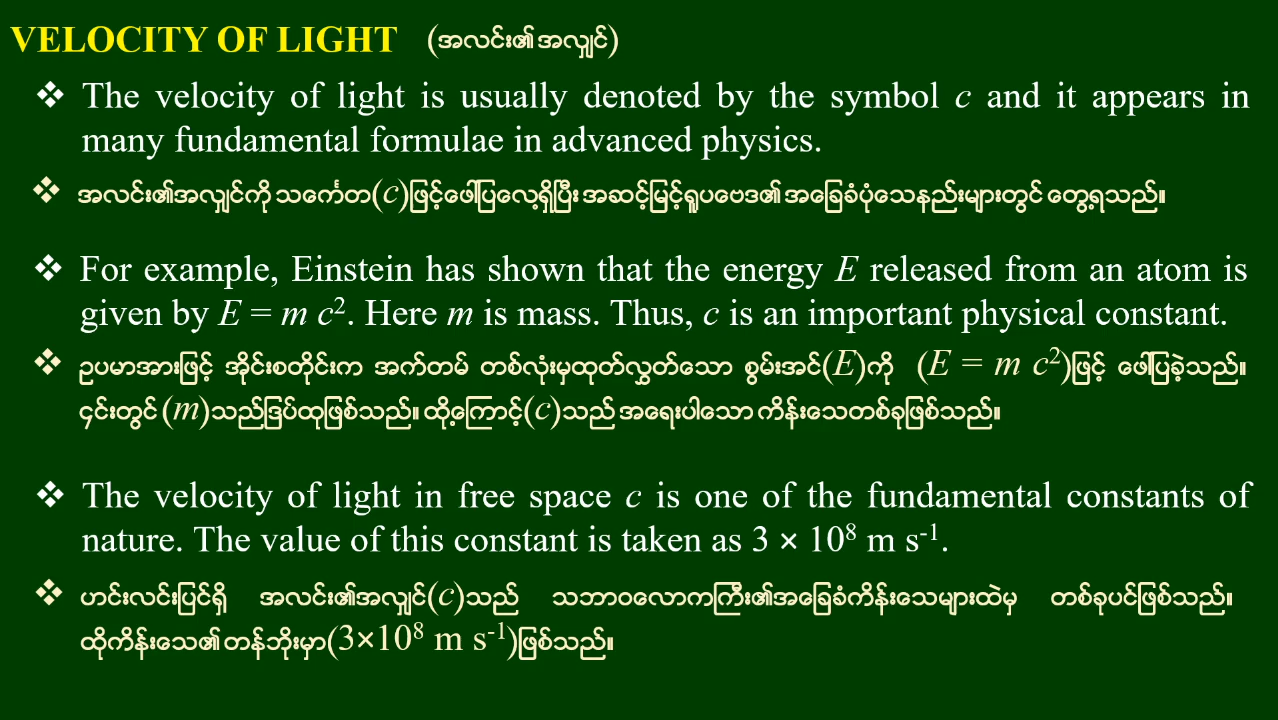 VELOCITY OF LIGHT (အလင်း၏အလျင်)
❖ The velocity of light is usually denoted by the symbol c and it appears in
many fundamental formulae in advanced physics.
❖ အလင်း၏အလျင်ကို သင်္ကေတ(c)ဖြင့်ဖေါ်ပြလေ့ရှိပြီး အဆင့်မြင့်ရူပဗေဒ၏ အခြေခံပုံသေနည်းများတွင် တွေ့ရသည်။
❖ For example, Einstein has shown that the energy E released from an atom is
given by E = m c². Here m is mass. Thus, c is an important physical constant.
❖ ဥပမာအားဖြင့် အိုင်းစတိုင်းက အက်တမ် တစ်လုံးမှထုတ်လွှတ်သော စွမ်းအင်(E)ကို (E = m c²)ဖြင့် ဖေါ်ပြခဲ့သည်။
၎င်းတွင် (m)သည်ဒြပ်ထုဖြစ်သည်။ ထို့ကြောင့်(c)သည် အရေးပါသော ကိန်းသေတစ်ခုဖြစ်သည်။
❖ The velocity of light in free space c is one of the fundamental constants of
nature. The value of this constant is taken as 3 × 10⁸ m s⁻¹.
❖ ဟင်းလင်းပြင်ရှိ အလင်း၏အလျင်(c)သည် သဘာဝလောကကြီး၏အခြေခံကိန်းသေများထဲမှ တစ်ခုပင်ဖြစ်သည်။
ထိုကိန်းသေ၏ တန်ဘိုးမှာ(3×10⁸ m s⁻¹)ဖြစ်သည်။